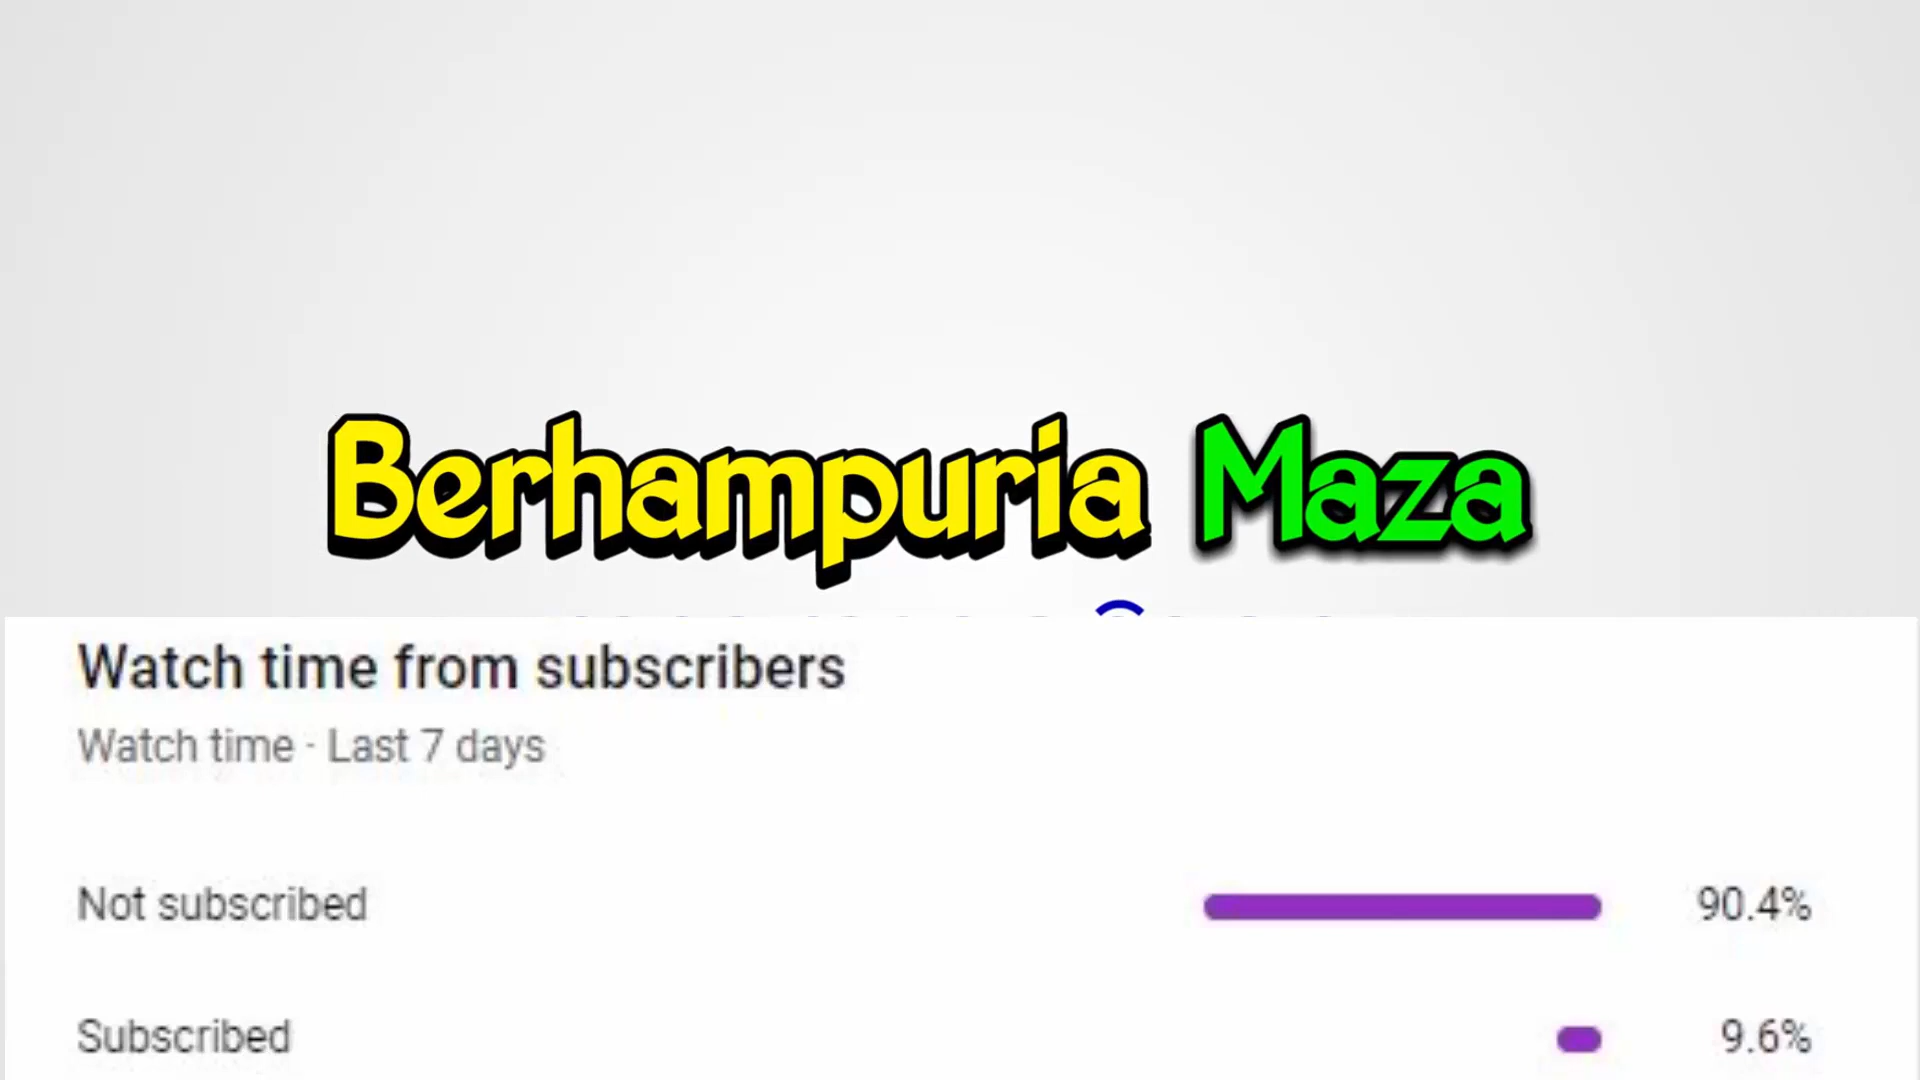 Berhampuria Maza
Watch time from subscribers
Watch time · Last 7 days
Not subscribed 90.4%
Subscribed 9.6%